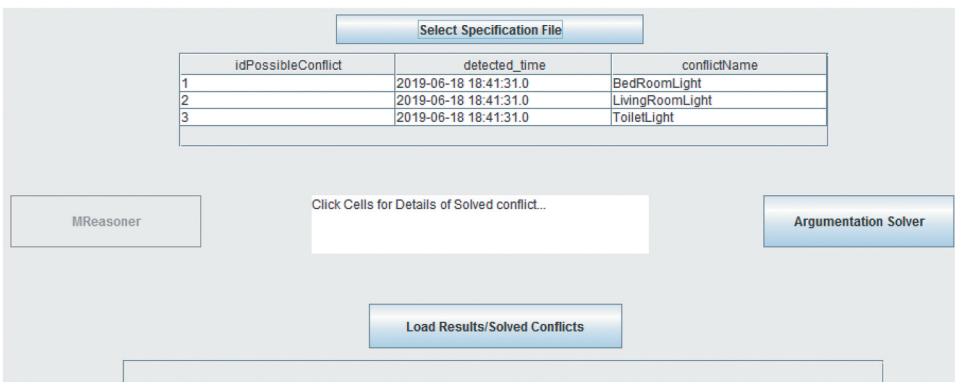 Select Specification File
idPossibleConflict detected_time conflictName
1 2019-06-18 18:41:31.0 BedRoomLight
2 2019-06-18 18:41:31.0 LivingRoomLight
3 2019-06-18 18:41:31.0 ToiletLight
MReasoner
Click Cells for Details of Solved conflict...
Argumentation Solver
Load Results/Solved Conflicts